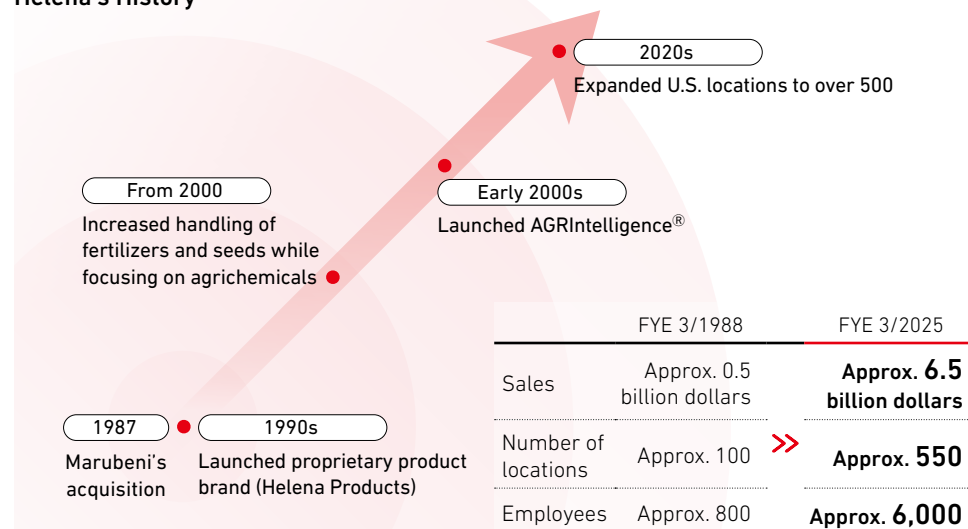 Helena's History
2020s
Expanded U.S. locations to over 500
From 2000
Increased handling of
fertilizers and seeds while
focusing on agrichemicals
Early 2000s
Launched AGRIntelligence®
1987
Marubeni's
acquisition
1990s
Launched proprietary product
brand (Helena Products)
FYE 3/1988
FYE 3/2025
Sales
Approx. 0.5
billion dollars
Approx. 6.5
billion dollars
Number of
locations
Approx. 100
Approx. 550
Employees
Approx. 800
Approx. 6,000